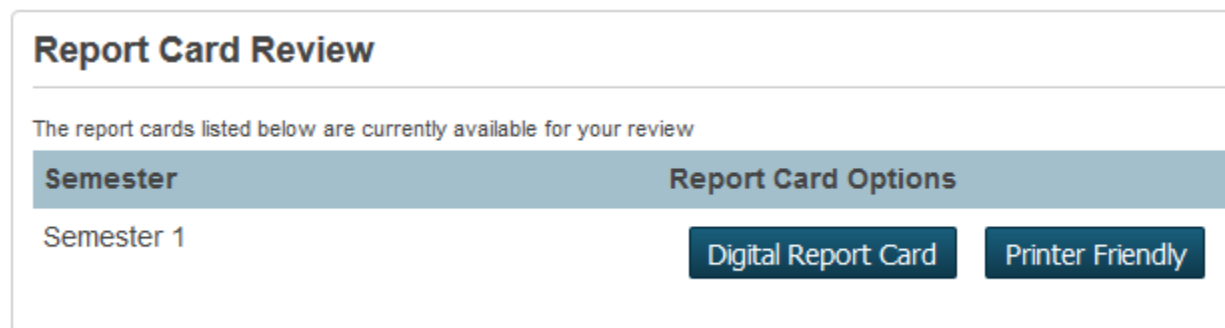 Report Card Review
The report cards listed below are currently available for your review
Semester Report Card Options
Semester 1 Digital Report Card Printer Friendly